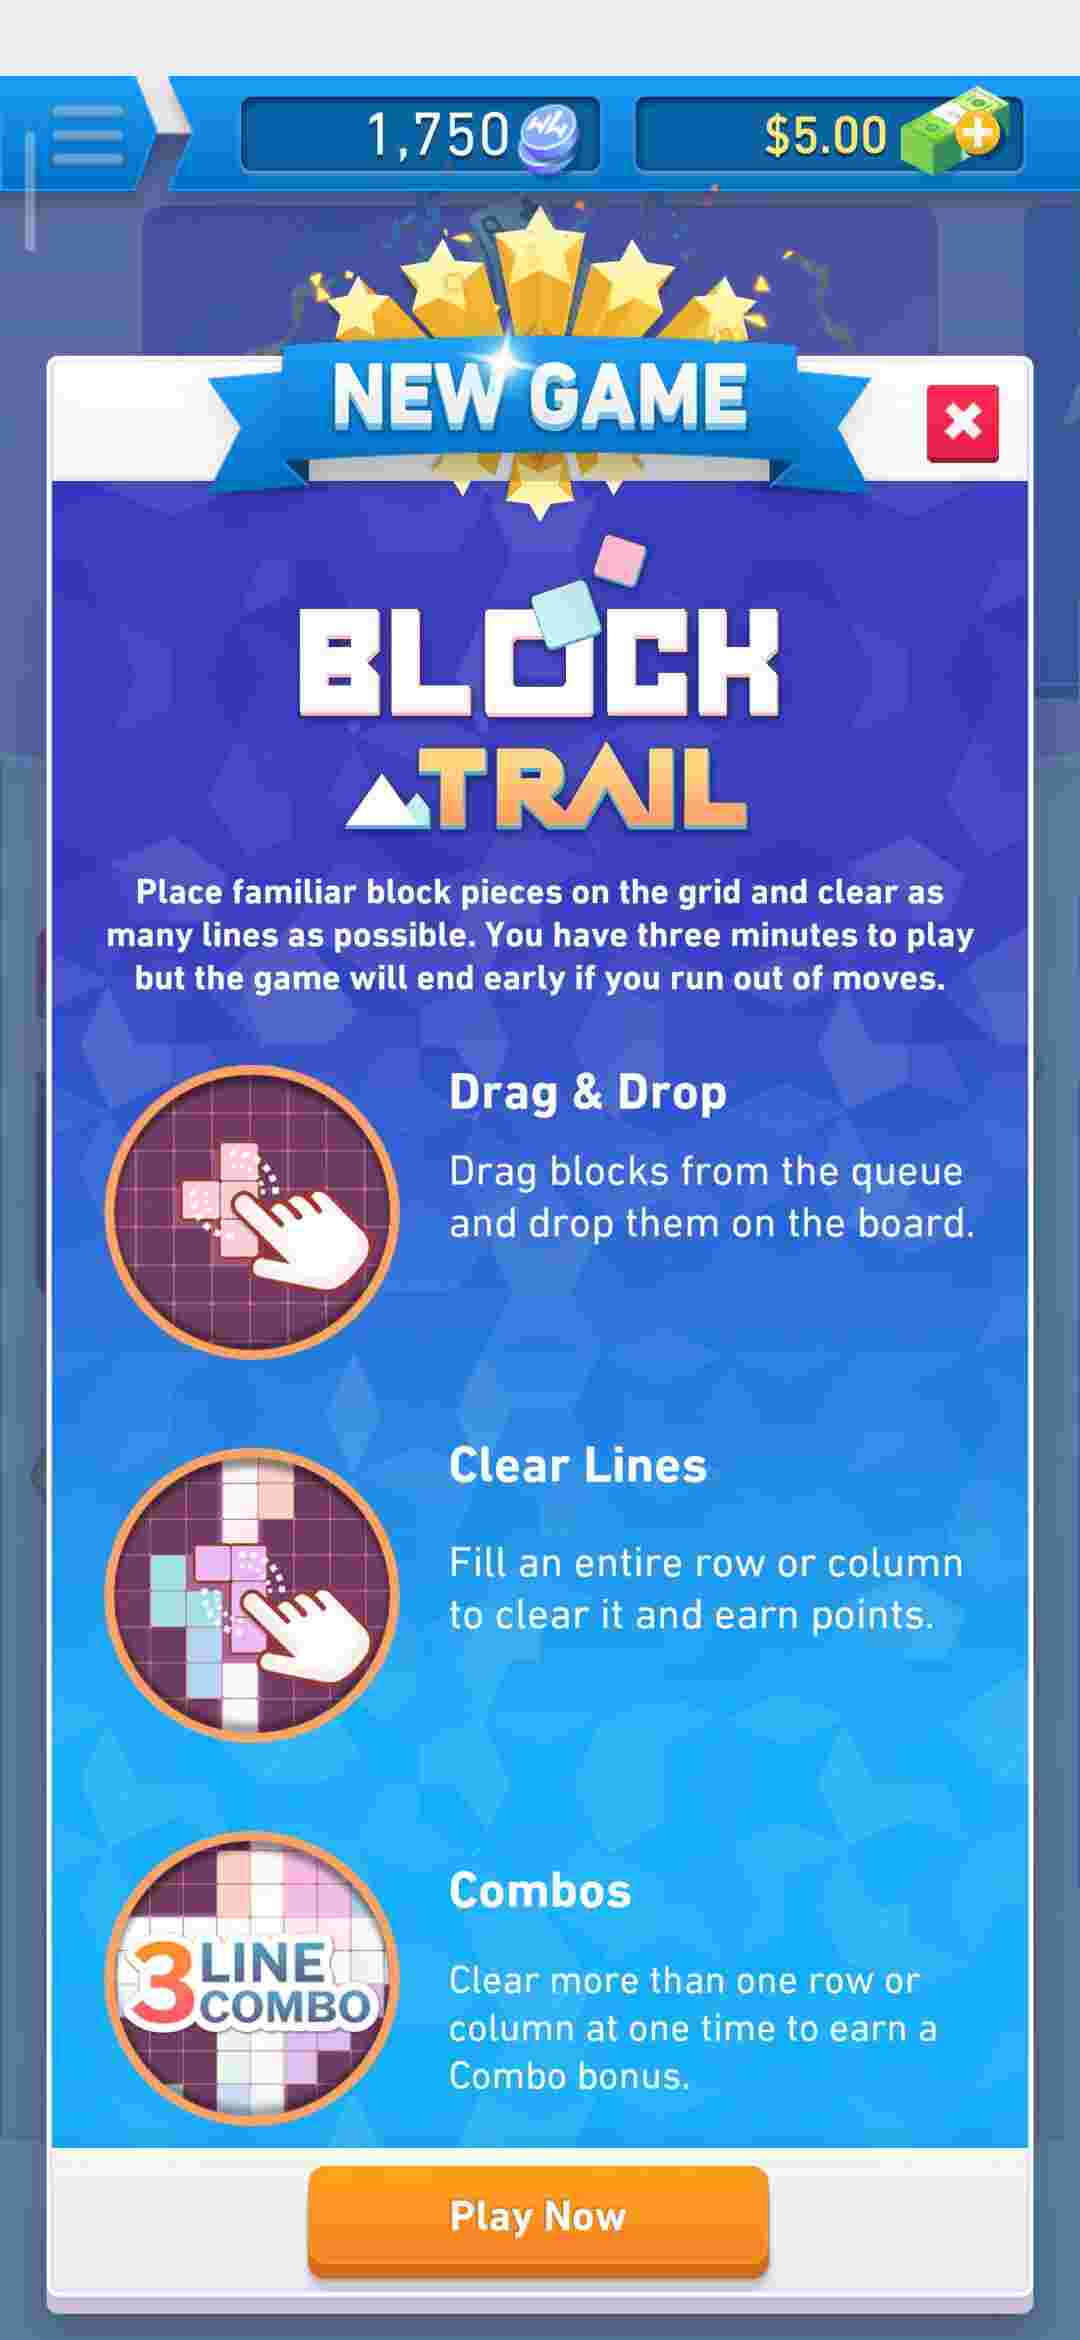 1,750
$5.00
NEW GAME
BLOCK
TRAIL
Place familiar block pieces on the grid and clear as
many lines as possible. You have three minutes to play
but the game will end early if you run out of moves.
Drag & Drop
Drag blocks from the queue
and drop them on the board.
Clear Lines
Fill an entire row or column
to clear it and earn points.
3 LINE
COMBO
Combos
Clear more than one row or
column at one time to earn a
Combo bonus.
Play Now